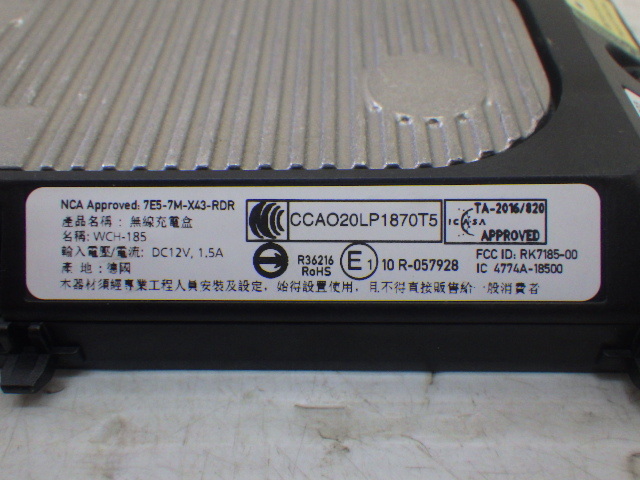 NCA Approved: 7E5-7M-X43-RDR
產品名稱: 無線充電盒
名稱: WCH-185
輸入電壓/電流: DC12V, 1.5A
產 地: 德國
CCAO20LP1870T5
TA-2016/820
ICASA
APPROVED
R36216
RoHS
E1
10 R-057928
FCC ID: RK7185-00
IC 4774A-18500
本器材須經專業工程人員安裝及設定，始得設置使用，且不得直接販售給一般消費者